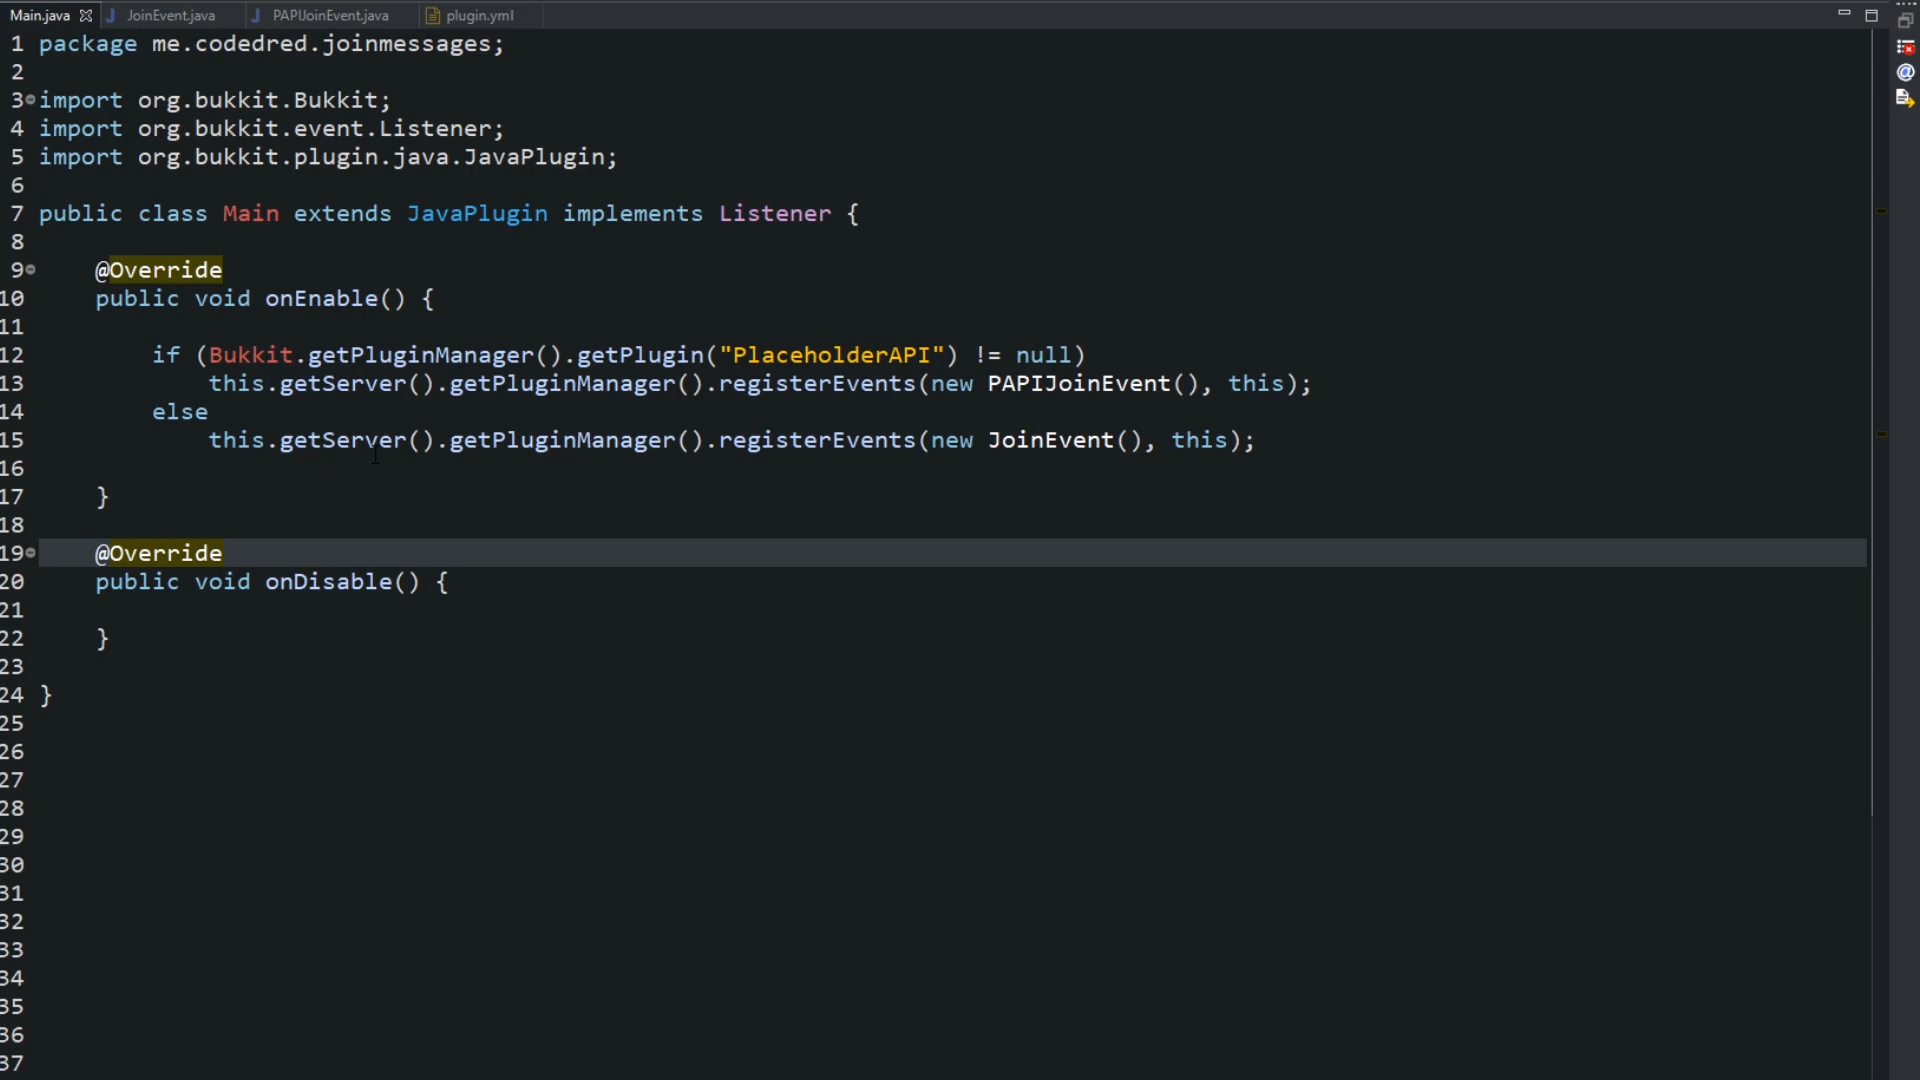 Main.java JoinEvent.java PAPIJoinEvent.java plugin.yml
1 package me.codedred.joinmessages;
2
3 import org.bukkit.Bukkit;
4 import org.bukkit.event.Listener;
5 import org.bukkit.plugin.java.JavaPlugin;
6
7 public class Main extends JavaPlugin implements Listener {
8
9 @Override
10 public void onEnable() {
11
12 if (Bukkit.getPluginManager().getPlugin("PlaceholderAPI") != null)
13 this.getServer().getPluginManager().registerEvents(new PAPIJoinEvent(), this);
14 else
15 this.getServer().getPluginManager().registerEvents(new JoinEvent(), this);
16
17 }
18
19 @Override
20 public void onDisable() {
21
22 }
23
24 }
25
26
27
28
29
30
31
32
33
34
35
36
37